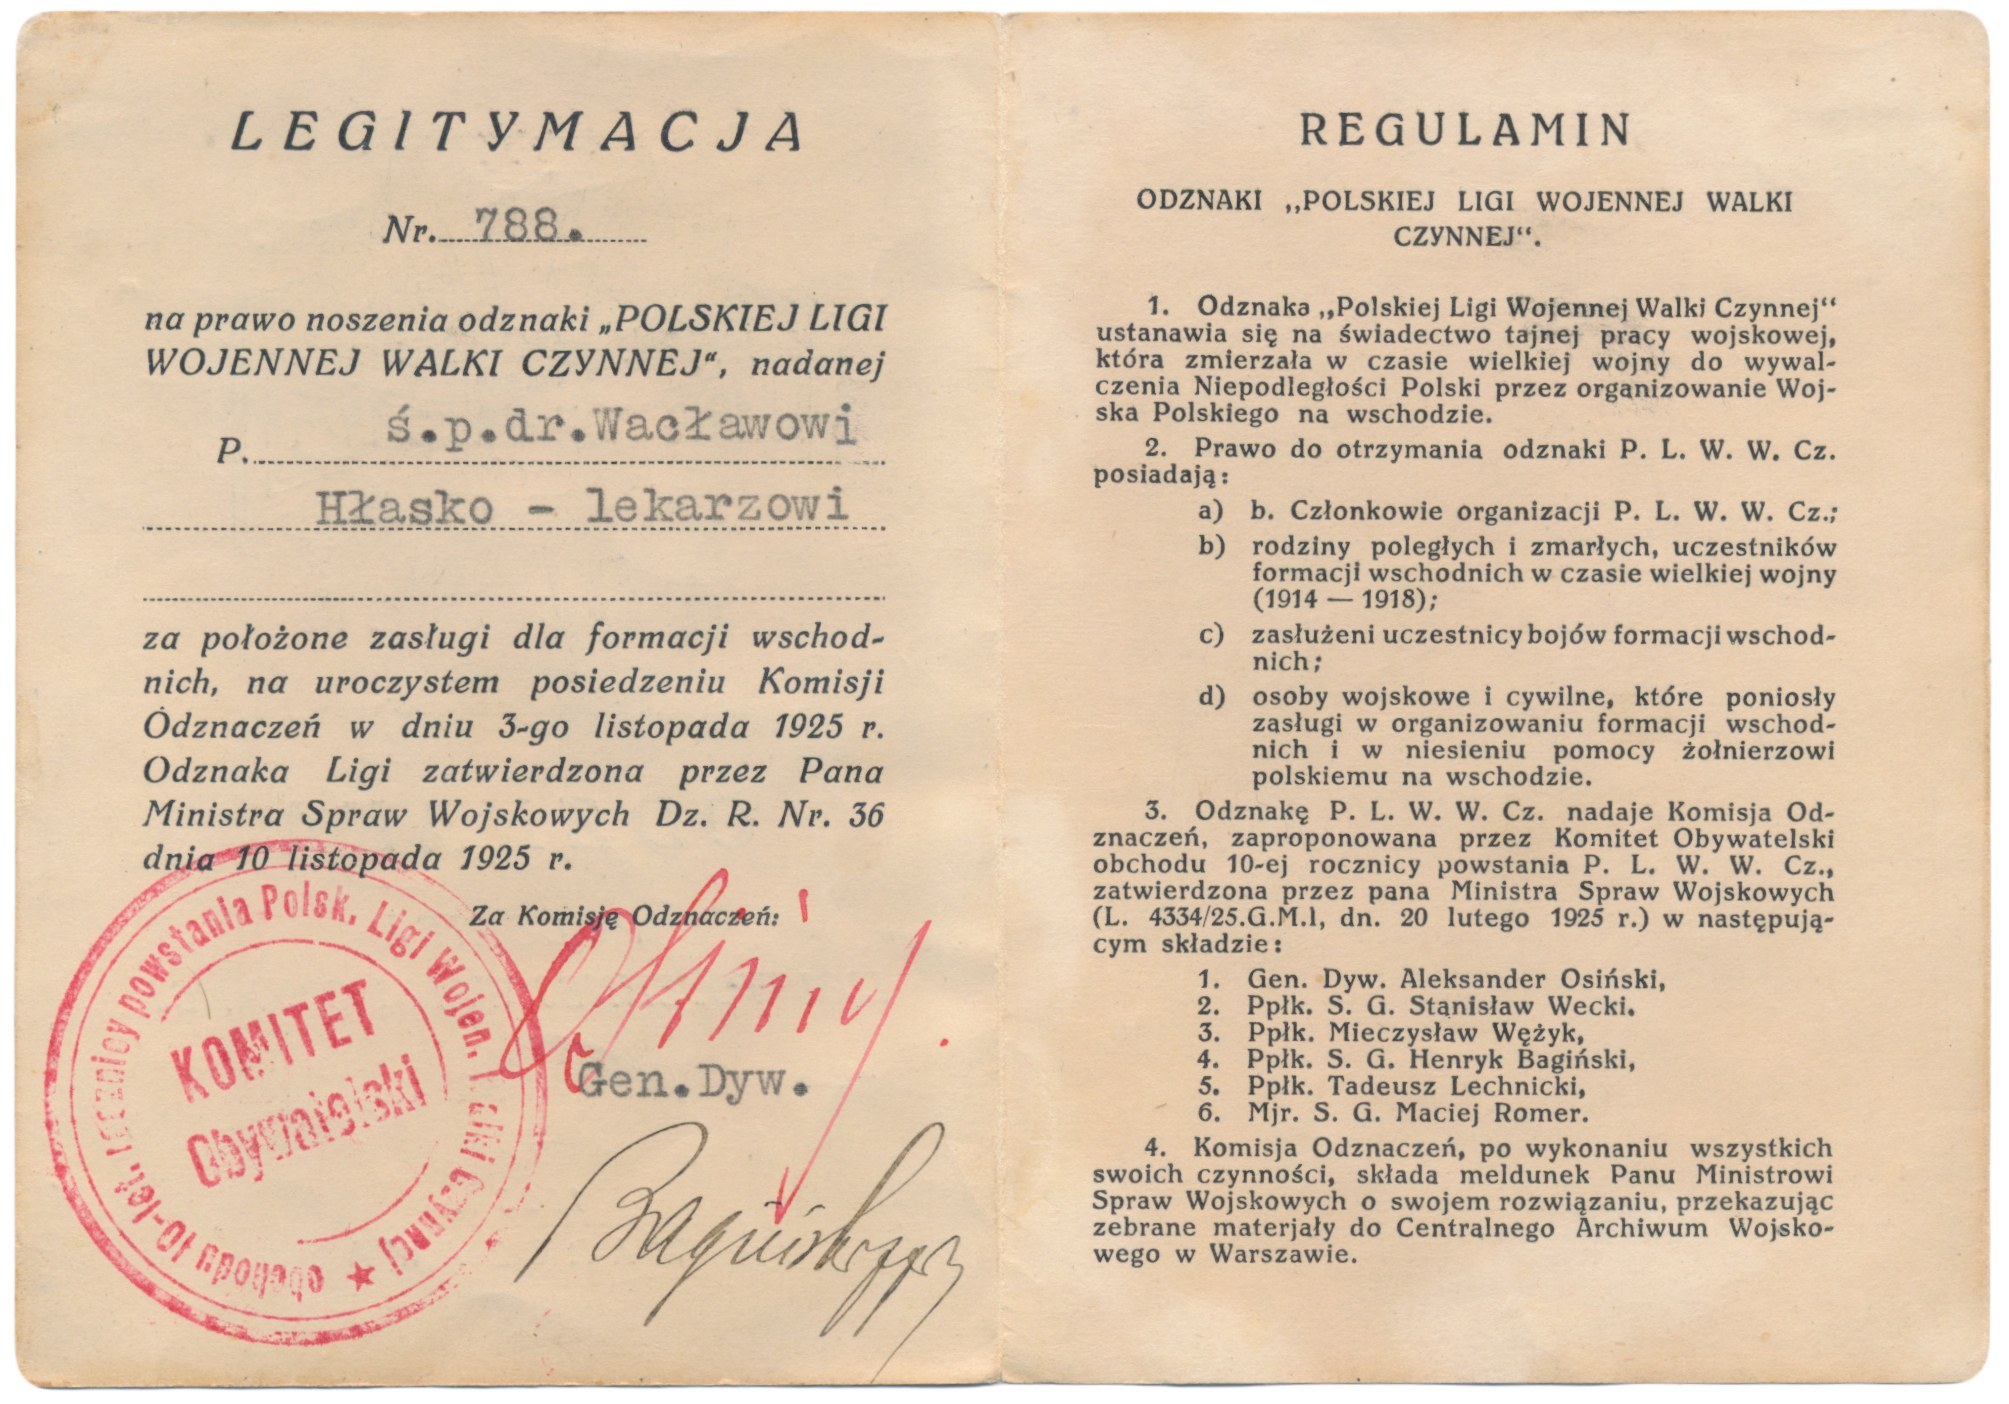 LEGITYMACJA
Nr. 788.
na prawo noszenia odznaki „POLSKIEJ LIGI
WOJENNEJ WALKI CZYNNEJ“, nadanej
P. ś.p.dr.Wacławowi
Hłasko - lekarzowi
za położone zasługi dla formacji wschod-
nich, na uroczystem posiedzeniu Komisji
Odznaczeń w dniu 3-go listopada 1925 r.
Odznaka Ligi zatwierdzona przez Pana
Ministra Spraw Wojskowych Dz. R. Nr. 36
dnia 10 listopada 1925 r.
Za Komisję Odznaczeń:
Gen.Dyw.
obchodu 10-let. rocznicy powstania Polsk. Ligi Wojen. Walki Czynnej
KOMITET
Obywatelski
REGULAMIN
ODZNAKI ,,POLSKIEJ LIGI WOJENNEJ WALKI
CZYNNEJ“.
1. Odznaka ,,Polskiej Ligi Wojennej Walki Czynnej“
ustanawia się na świadectwo tajnej pracy wojskowej,
która zmierzała w czasie wielkiej wojny do wywal-
czenia Niepodległości Polski przez organizowanie Woj-
ska Polskiego na wschodzie.
2. Prawo do otrzymania odznaki P. L. W. W. Cz.
posiadają:
a) b. Członkowie organizacji P. L. W. W. Cz.;
b) rodziny poległych i zmarłych, uczestników
formacji wschodnich w czasie wielkiej wojny
(1914 — 1918);
c) zasłużeni uczestnicy bojów formacji wschod-
nich;
d) osoby wojskowe i cywilne, które poniosły
zasługi w organizowaniu formacji wschod-
nich i w niesieniu pomocy żołnierzowi
polskiemu na wschodzie.
3. Odznakę P. L. W. W. Cz. nadaje Komisja Od-
znaczeń, zaproponowana przez Komitet Obywatelski
obchodu 10-ej rocznicy powstania P. L. W. W. Cz.,
zatwierdzona przez pana Ministra Spraw Wojskowych
(L. 4334/25.G.M.I, dn. 20 lutego 1925 r.) w następują-
cym składzie:
1. Gen. Dyw. Aleksander Osiński,
2. Ppłk. S. G. Stanisław Wecki.
3. Ppłk. Mieczysław Wężyk,
4. Ppłk. S. G. Henryk Bagiński,
5. Ppłk. Tadeusz Lechnicki,
6. Mjr. S. G. Maciej Romer.
4. Komisja Odznaczeń, po wykonaniu wszystkich
swoich czynności, składa meldunek Panu Ministrowi
Spraw Wojskowych o swojem rozwiązaniu, przekazując
zebrane materjały do Centralnego Archiwum Wojsko-
wego w Warszawie.